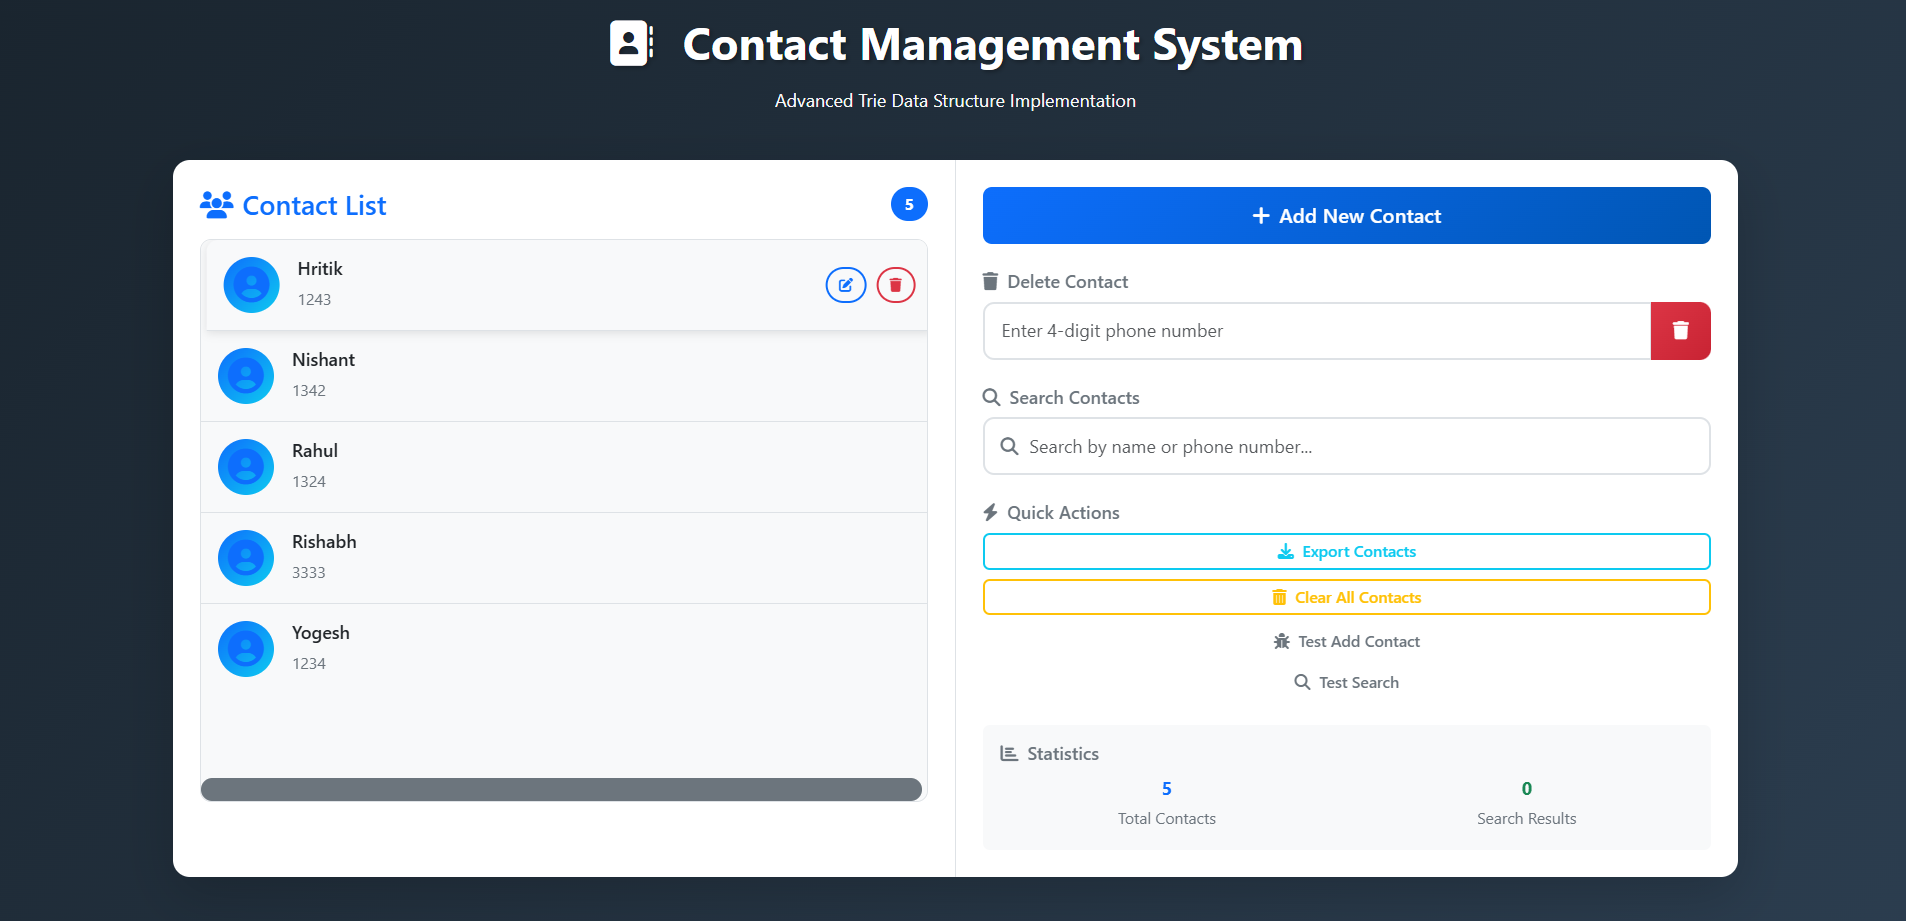 Contact Management System
Advanced Trie Data Structure Implementation
Contact List
5
Hritik
1243
Nishant
1342
Rahul
1324
Rishabh
3333
Yogesh
1234
Add New Contact
Delete Contact
Enter 4-digit phone number
Search Contacts
Search by name or phone number...
Quick Actions
Export Contacts
Clear All Contacts
Test Add Contact
Test Search
Statistics
5 0
Total Contacts Search Results